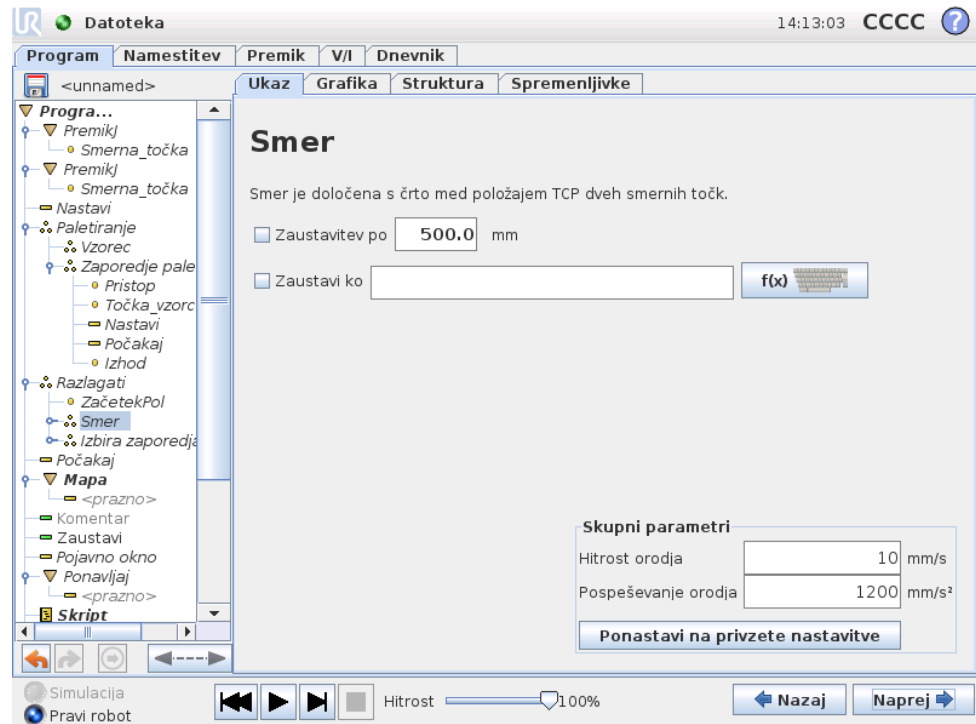 UR Datoteka 14:13:03 CCCC ?
Program Namestitev Premik V/I Dnevnik
<unnamed>
Ukaz Grafika Struktura Spremenljivke
Progra...
PremikJ
Smerna_točka
PremikJ
Smerna_točka
Nastavi
Paletiranje
Vzorec
Zaporedje pale
Pristop
Točka_vzorc
Nastavi
Počakaj
Izhod
Razlagati
ZačetekPol
Smer
Izbira zaporedja
Počakaj
Mapa
<prazno>
Komentar
Zaustavi
Pojavno okno
Ponavljaj
<prazno>
Skript
Smer
Smer je določena s črto med položajem TCP dveh smernih točk.
Zaustavitev po 500.0 mm
Zaustavi ko f(x)
Skupni parametri
Hitrost orodja 10 mm/s
Pospeševanje orodja 1200 mm/s²
Ponastavi na privzete nastavitve
Simulacija
Pravi robot
Hitrost 100%
Nazaj Naprej